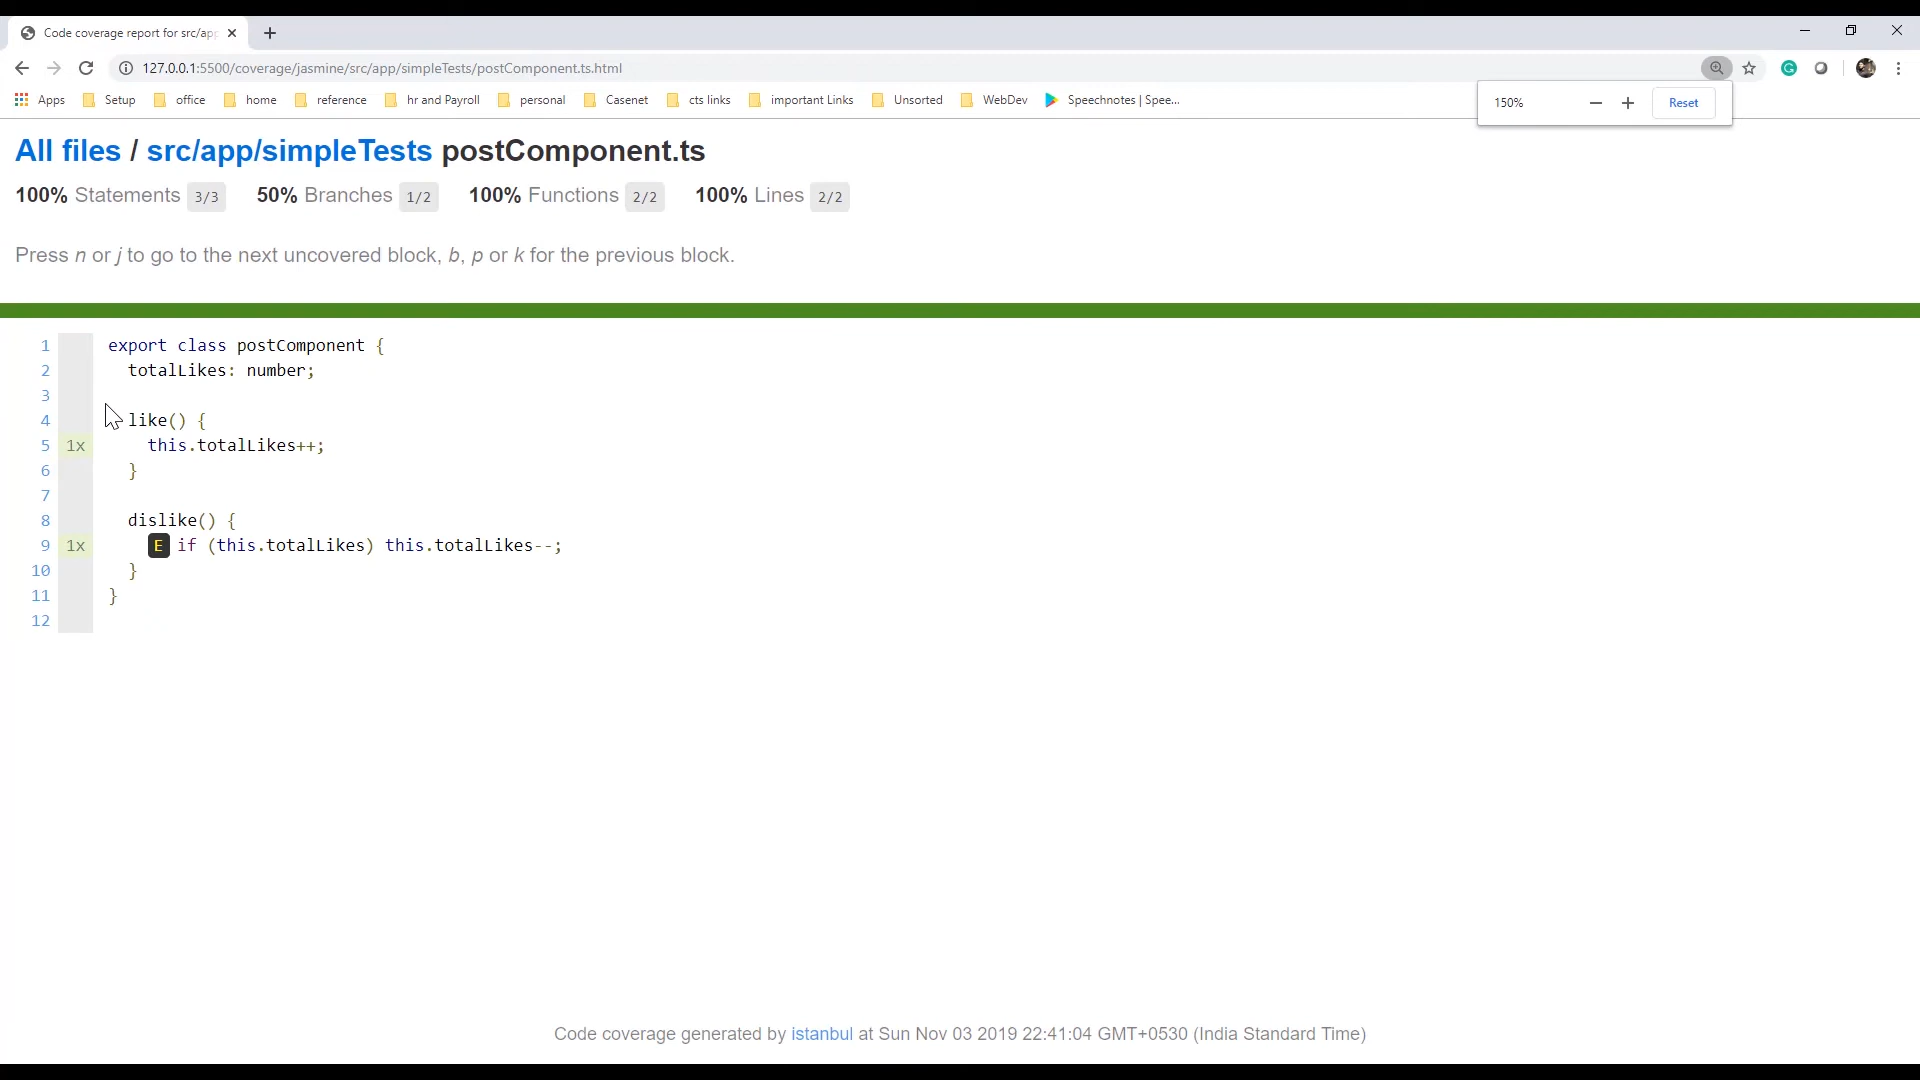 Code coverage report for src/app
127.0.0.1:5500/coverage/jasmine/src/app/simpleTests/postComponent.ts.html
Apps Setup office home reference hr and Payroll personal Casenet cts links important Links Unsorted WebDev Speechnotes | Spee...
150% − + Reset
All files / src/app/simpleTests postComponent.ts
100% Statements 3/3 50% Branches 1/2 100% Functions 2/2 100% Lines 2/2
Press n or j to go to the next uncovered block, b, p or k for the previous block.
1 export class postComponent {
2 totalLikes: number;
3
4 like() {
5 1x this.totalLikes++;
6 }
7
8 dislike() {
9 1x E if (this.totalLikes) this.totalLikes--;
10 }
11 }
12
Code coverage generated by istanbul at Sun Nov 03 2019 22:41:04 GMT+0530 (India Standard Time)